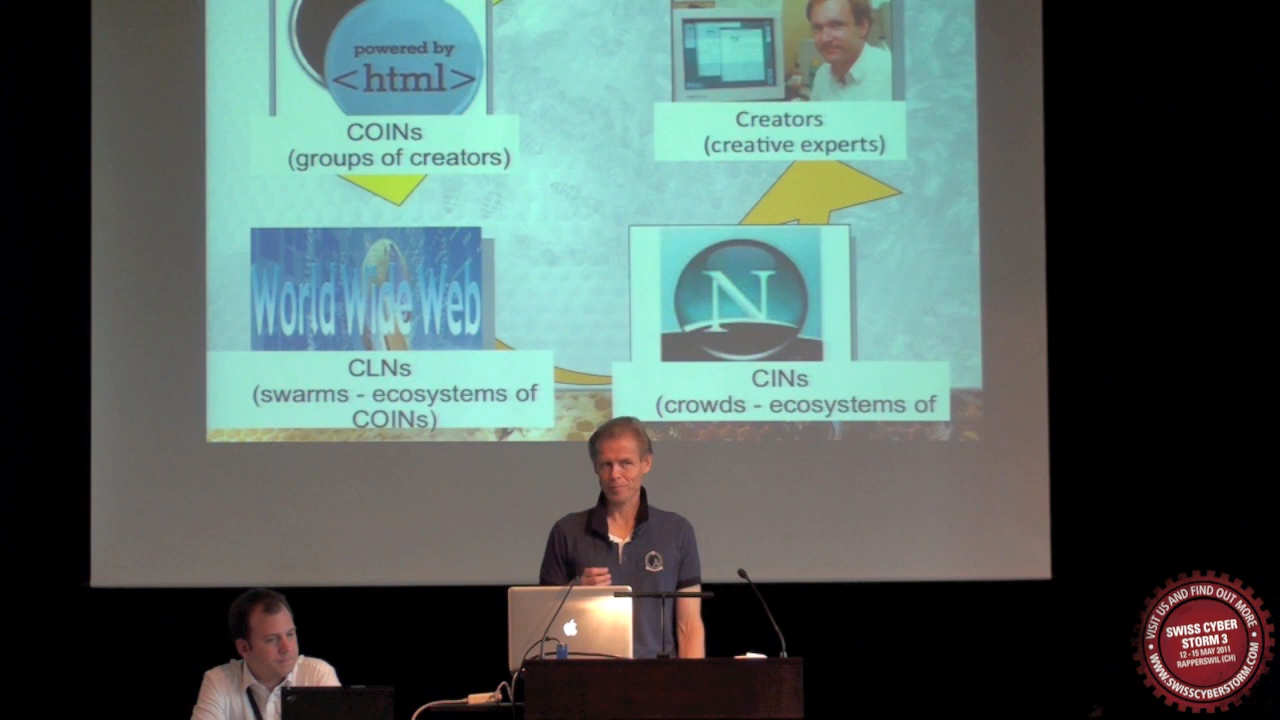 powered by
<html>
COINs
(groups of creators)
Creators
(creative experts)
World Wide Web
CLNs
(swarms - ecosystems of
COINs)
N
CINs
(crowds - ecosystems of
VISIT US AND FIND OUT MORE
SWISS CYBER
STORM 3
12 - 15 MAY 2011
RAPPERSWIL (CH)
WWW.SWISSCYBERSTORM.COM